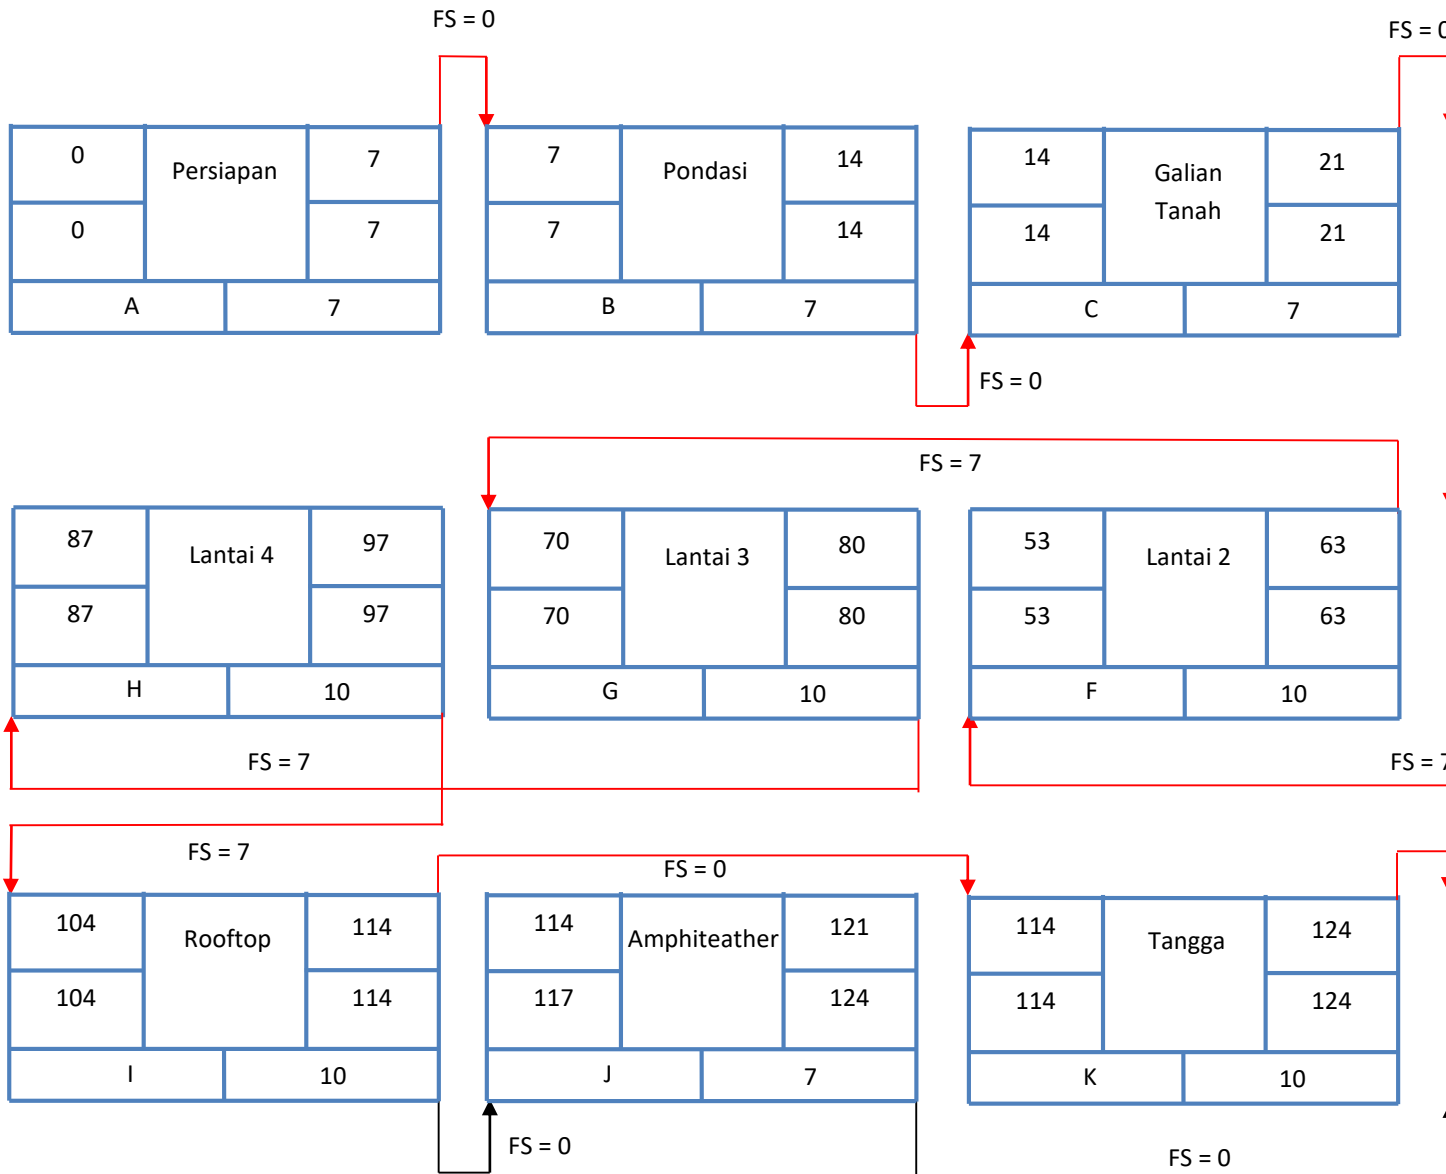 FS = 0
FS = 0
0 Persiapan 7
0 7
A 7
7 Pondasi 14
7 14
B 7
14 Galian Tanah 21
14 21
C 7
FS = 0
FS = 7
87 Lantai 4 97
87 97
H 10
70 Lantai 3 80
70 80
G 10
53 Lantai 2 63
53 63
F 10
FS = 7
FS = 7
FS = 7
FS = 0
104 Rooftop 114
104 114
I 10
114 Amphiteather 121
117 124
J 7
114 Tangga 124
114 124
K 10
FS = 0
FS = 0